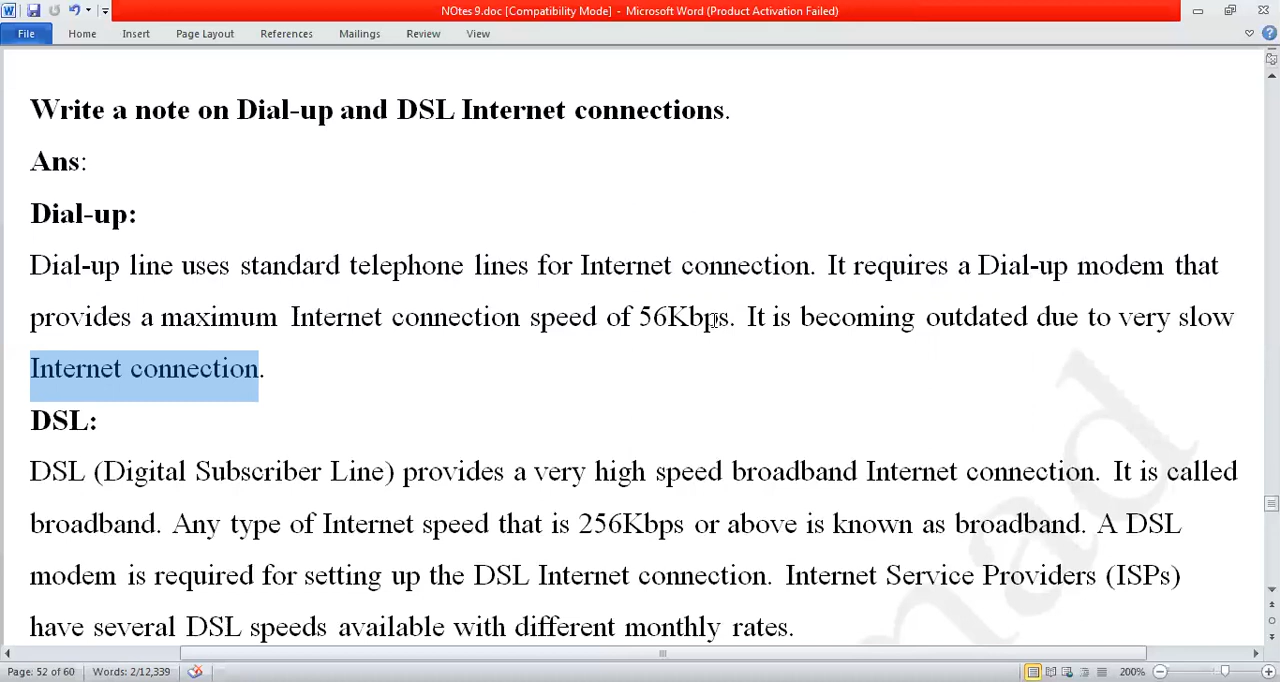 NOtes 9.doc [Compatibility Mode] - Microsoft Word (Product Activation Failed)
File Home Insert Page Layout References Mailings Review View
Write a note on Dial-up and DSL Internet connections.
Ans:
Dial-up:
Dial-up line uses standard telephone lines for Internet connection. It requires a Dial-up modem that
provides a maximum Internet connection speed of 56Kbps. It is becoming outdated due to very slow
Internet connection.
DSL:
DSL (Digital Subscriber Line) provides a very high speed broadband Internet connection. It is called
broadband. Any type of Internet speed that is 256Kbps or above is known as broadband. A DSL
modem is required for setting up the DSL Internet connection. Internet Service Providers (ISPs)
have several DSL speeds available with different monthly rates.
Page: 52 of 60 Words: 2/12,339 200%